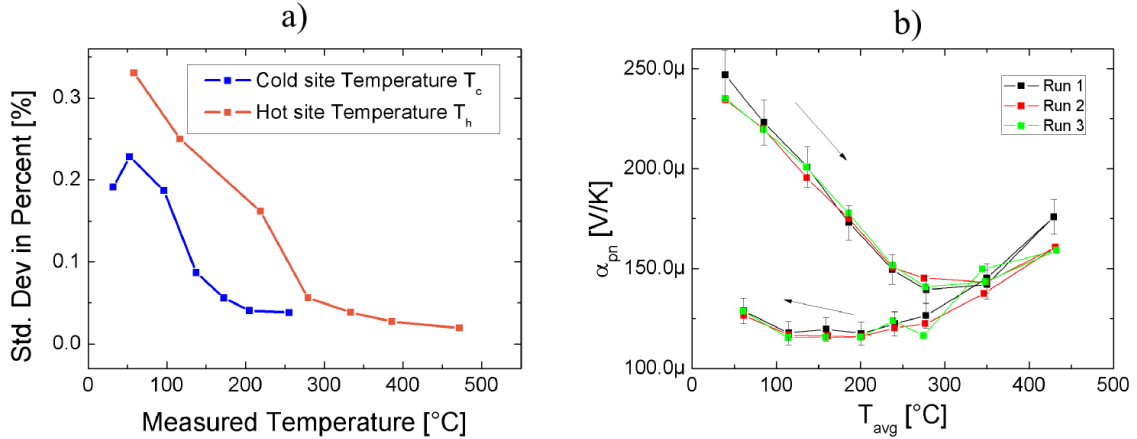 a)
Std. Dev in Percent [%]
0.3
0.2
0.1
0.0
Cold site Temperature T_c
Hot site Temperature T_h
0 100 200 300 400 500
Measured Temperature [°C]
b)
α_pn [V/K]
250.0µ
200.0µ
150.0µ
100.0µ
Run 1
Run 2
Run 3
0 100 200 300 400 500
T_avg [°C]